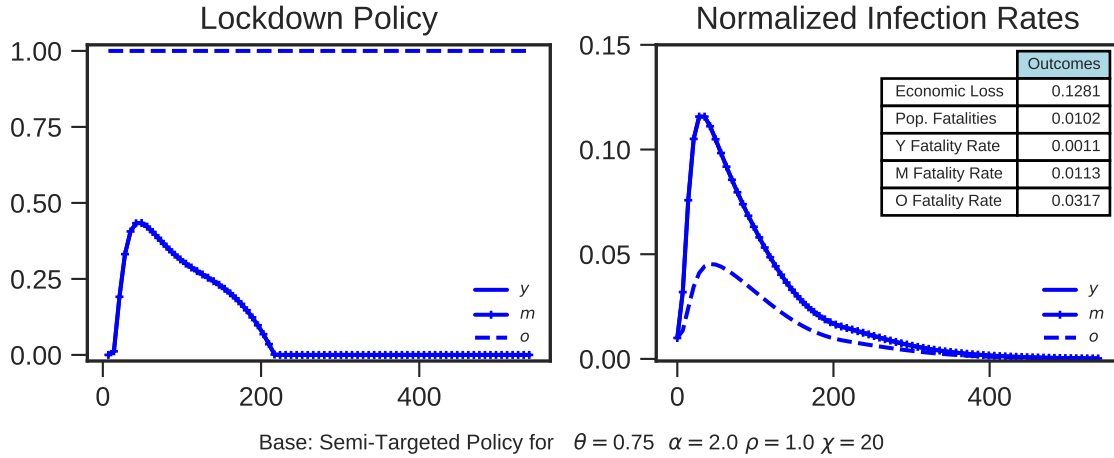 Lockdown Policy
1.00
0.75
0.50
0.25
0.00
0 200 400
y
m
o
Normalized Infection Rates
0.15
0.10
0.05
0.00
0 200 400
Outcomes
Economic Loss 0.1281
Pop. Fatalities 0.0102
Y Fatality Rate 0.0011
M Fatality Rate 0.0113
O Fatality Rate 0.0317
y
m
o
Base: Semi-Targeted Policy for θ = 0.75 α = 2.0 ρ = 1.0 χ = 20